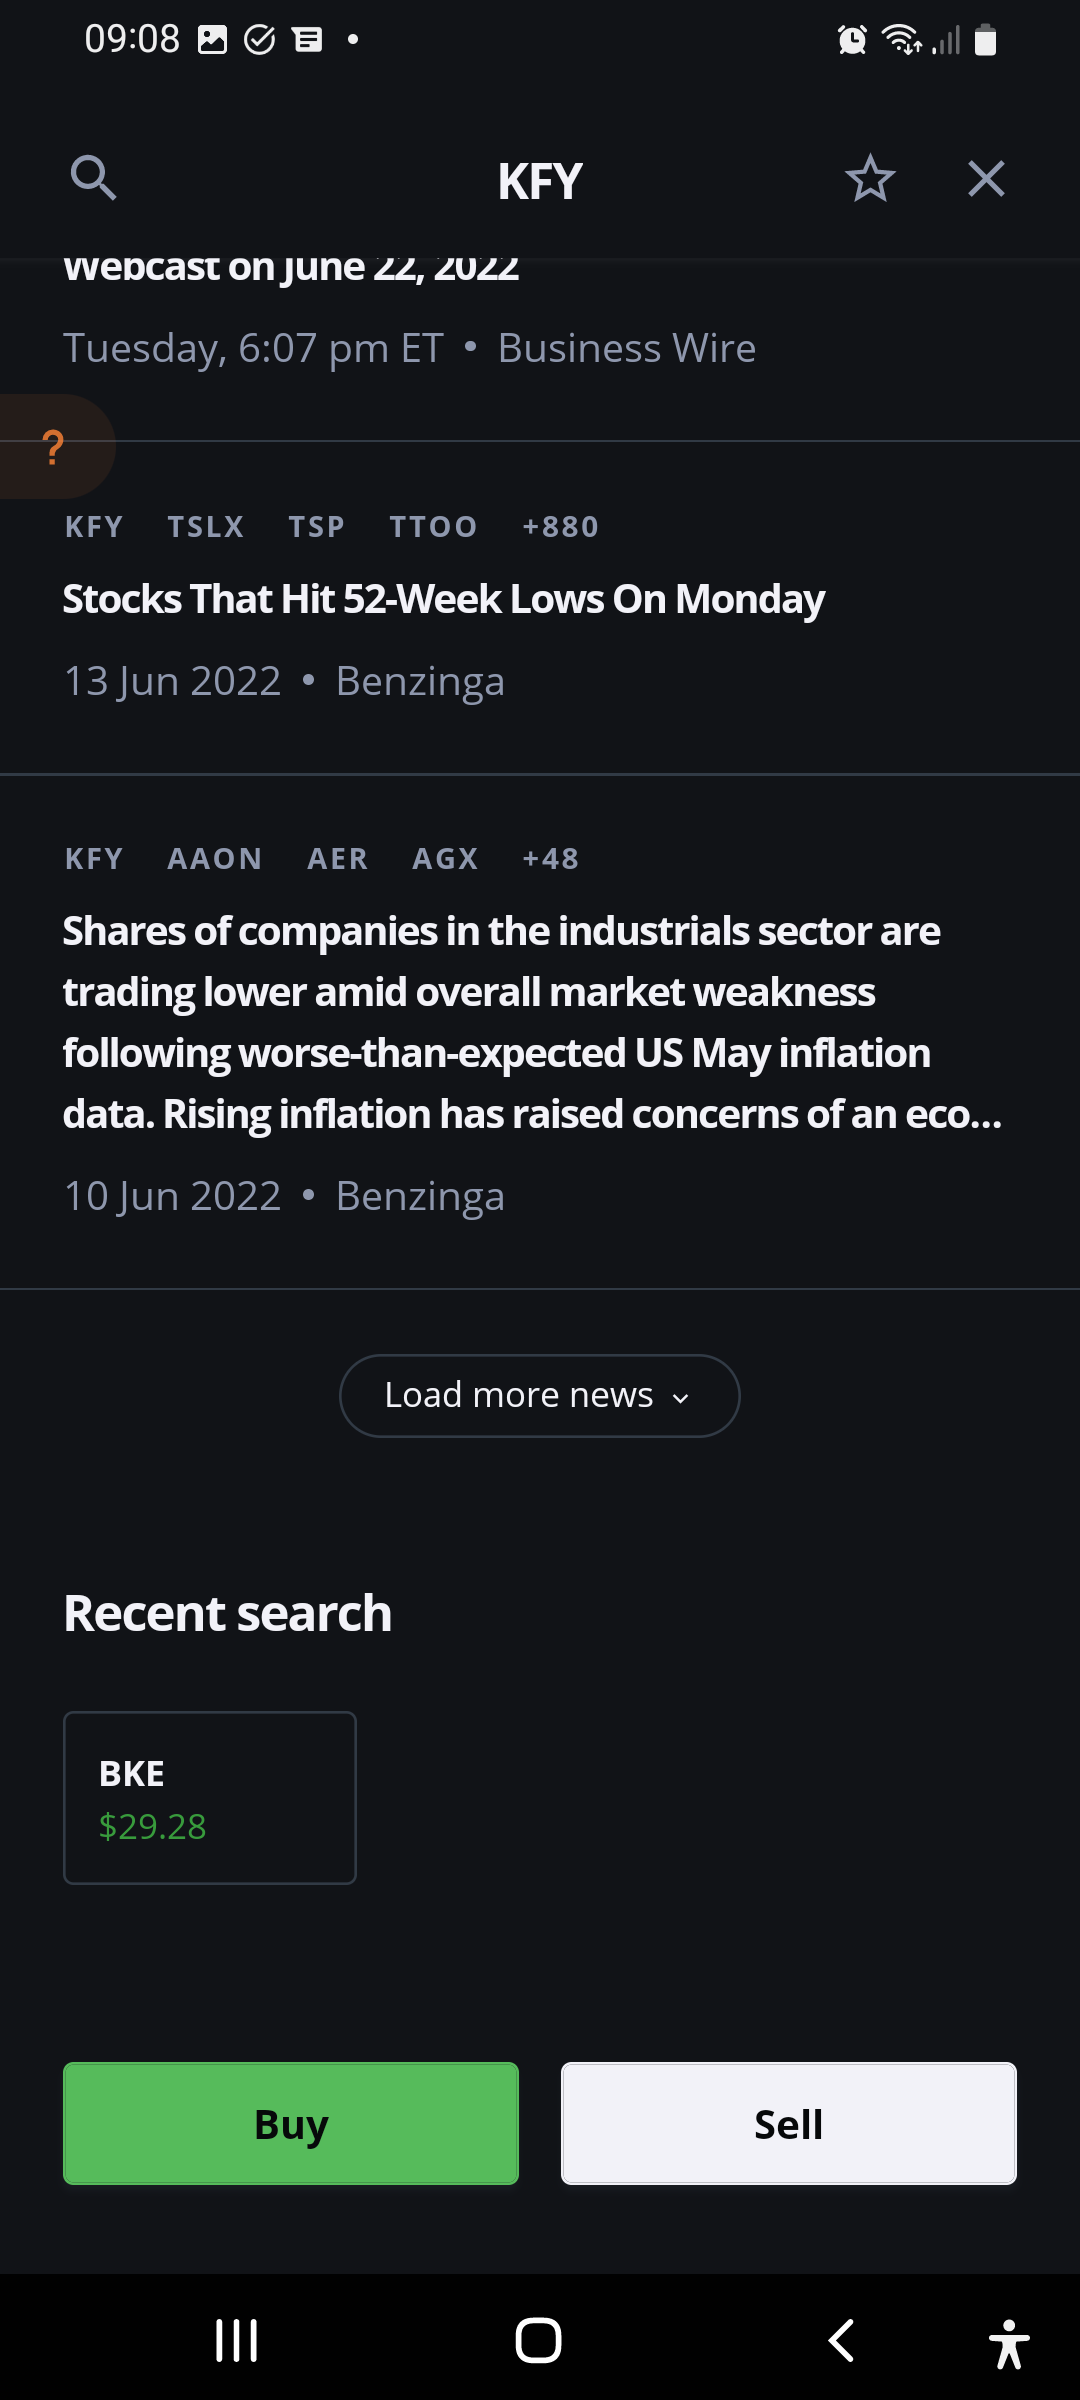 09:08
KFY
Webcast on June 22, 2022
Tuesday, 6:07 pm ET • Business Wire
?
KFY TSLX TSP TTOO +880
Stocks That Hit 52-Week Lows On Monday
13 Jun 2022 • Benzinga
KFY AAON AER AGX +48
Shares of companies in the industrials sector are
trading lower amid overall market weakness
following worse-than-expected US May inflation
data. Rising inflation has raised concerns of an eco...
10 Jun 2022 • Benzinga
Load more news
Recent search
BKE
$29.28
Buy Sell